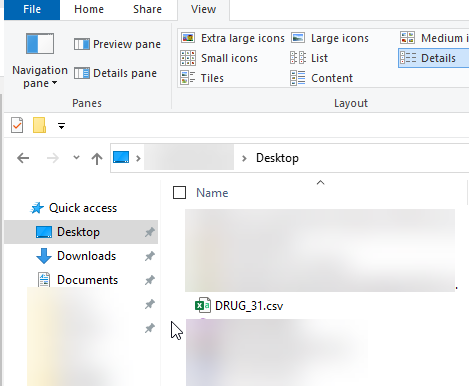 File Home Share View
Extra large icons Large icons Medium i
Preview pane Small icons List Details
Navigation pane Details pane Tiles Content
Panes Layout
Desktop
Name
Quick access
Desktop
Downloads
Documents
DRUG_31.csv